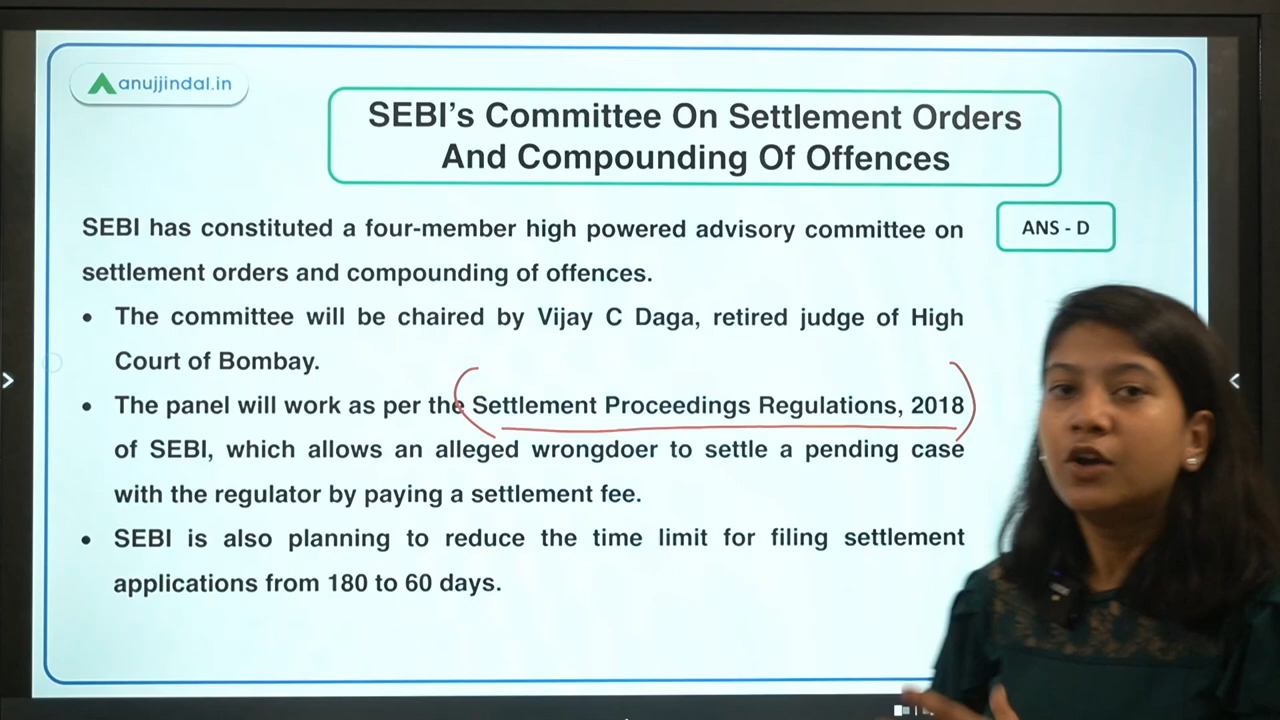 anujjindal.in
SEBI’s Committee On Settlement Orders
And Compounding Of Offences
SEBI has constituted a four-member high powered advisory committee on
settlement orders and compounding of offences.
ANS - D
• The committee will be chaired by Vijay C Daga, retired judge of High
Court of Bombay.
• The panel will work as per the Settlement Proceedings Regulations, 2018
of SEBI, which allows an alleged wrongdoer to settle a pending case
with the regulator by paying a settlement fee.
• SEBI is also planning to reduce the time limit for filing settlement
applications from 180 to 60 days.